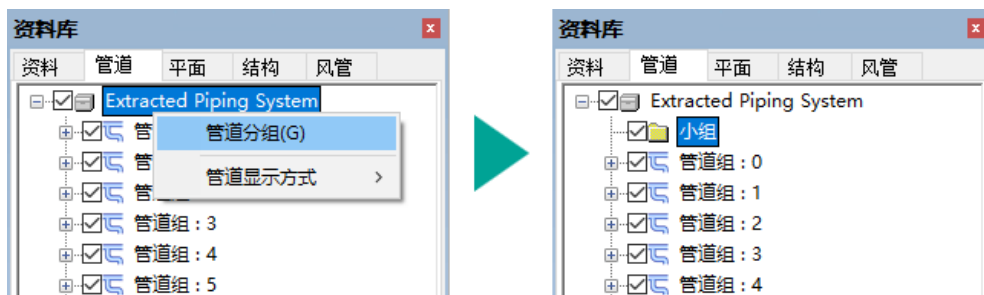 资料库
资料 管道 平面 结构 风管
Extracted Piping System
管道分组(G)
管道显示方式
管
管
管
管道组 : 3
管道组 : 4
管道组 : 5
资料库
资料 管道 平面 结构 风管
Extracted Piping System
小组
管道组 : 0
管道组 : 1
管道组 : 2
管道组 : 3
管道组 : 4